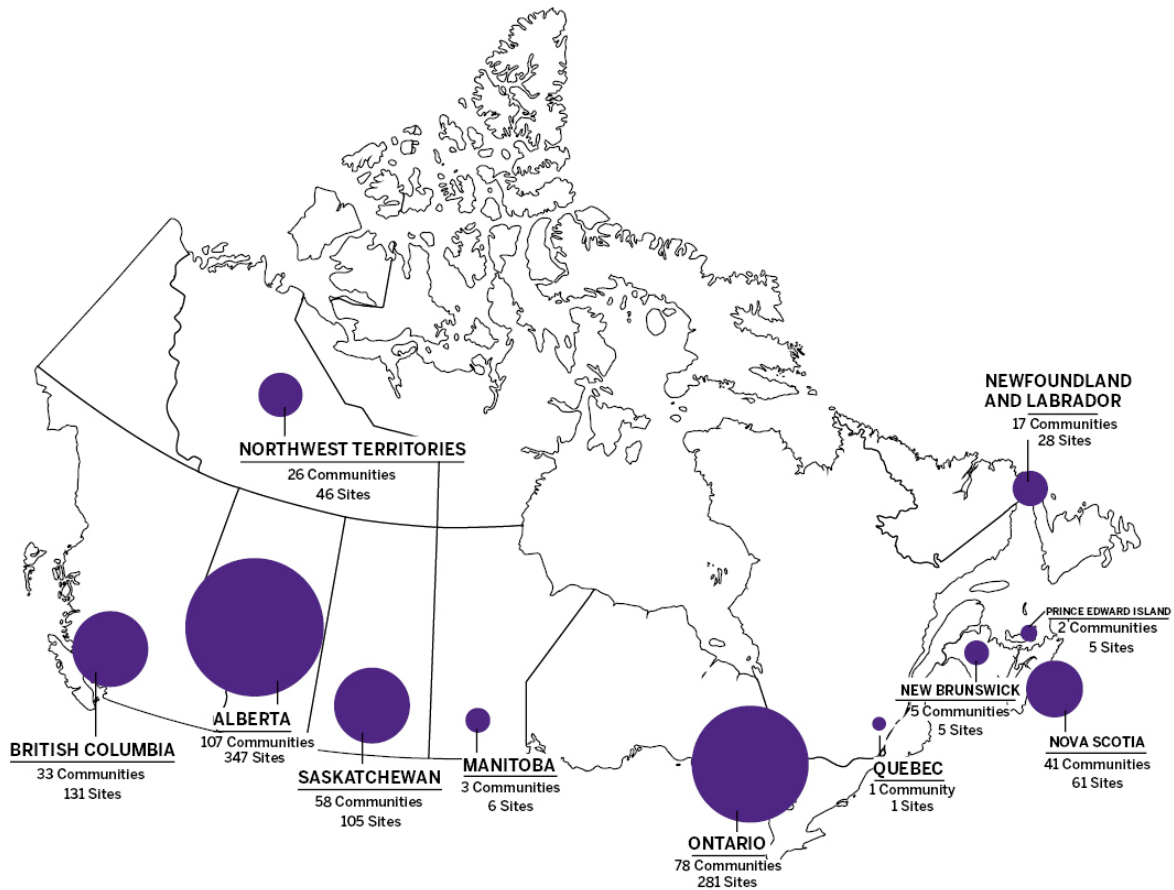 NEWFOUNDLAND
AND LABRADOR
17 Communities
28 Sites
NORTHWEST TERRITORIES
26 Communities
46 Sites
PRINCE EDWARD ISLAND
2 Communities
5 Sites
NEW BRUNSWICK
5 Communities
5 Sites
ALBERTA
107 Communities
347 Sites
BRITISH COLUMBIA
33 Communities
131 Sites
NOVA SCOTIA
41 Communities
61 Sites
MANITOBA
3 Communities
6 Sites
QUEBEC
1 Community
1 Sites
SASKATCHEWAN
58 Communities
105 Sites
ONTARIO
78 Communities
281 Sites